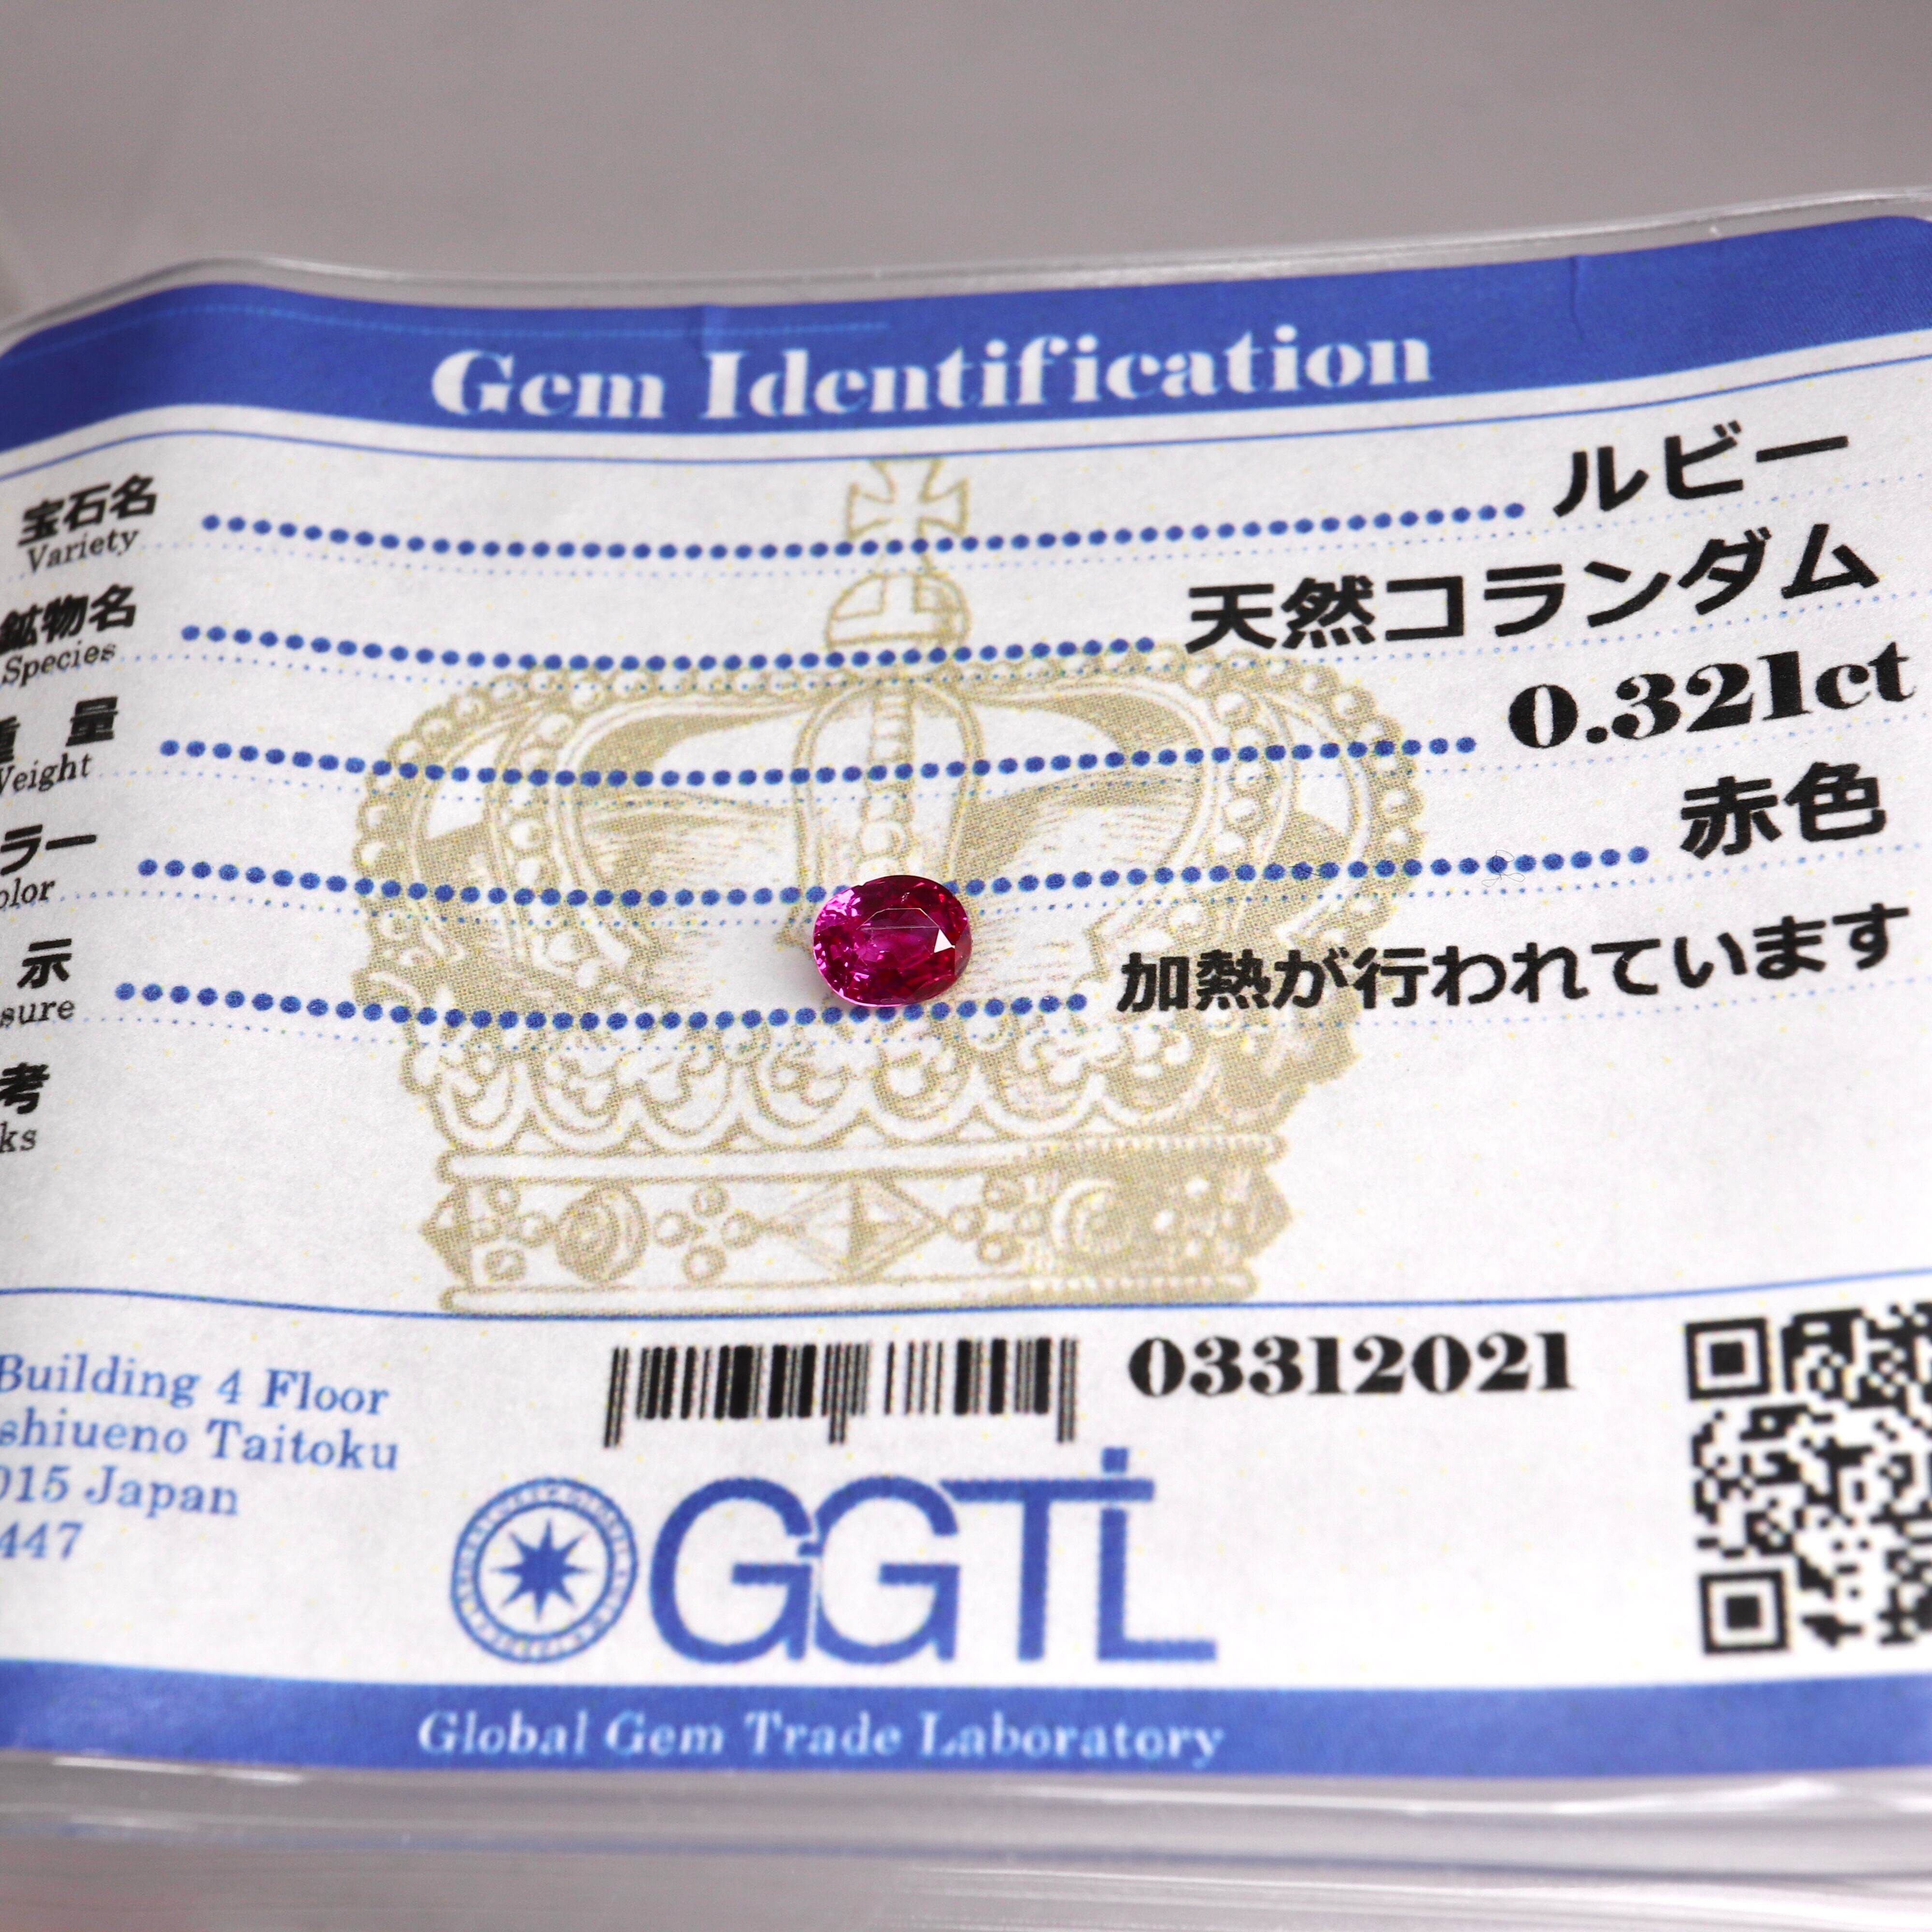 Gem Identification
宝石名 ルビー
Variety
鉱物名 天然コランダム
Species
重量 0.321ct
Weight
ラー 赤色
olor
示 加熱が行われています
sure
考
ks
03312021
Building 4 Floor
shiueno Taitoku
015 Japan
447
GGTL
Global Gem Trade Laboratory